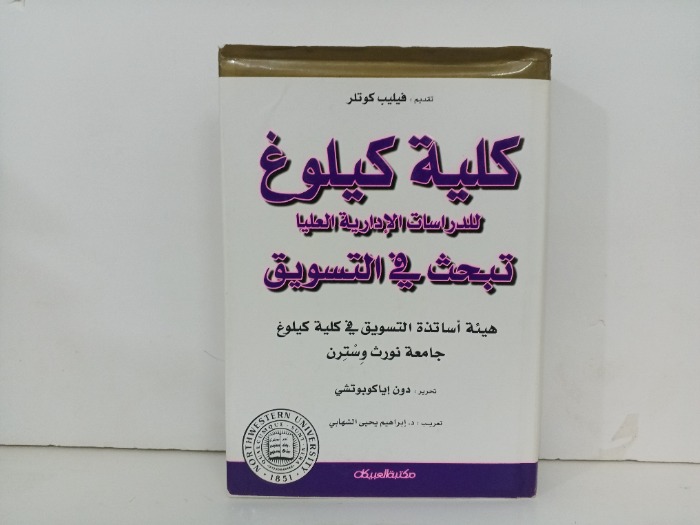 تقديم : فيليب كوتلر
كلية كيلوغ
للدراسات الإدارية العليا
تبحث في التسويق
هيئة أساتذة التسويق في كلية كيلوغ
جامعة نورث وِسْتِرن
تحرير : دون إياكوبوتشي
تعريب : د. إبراهيم يحيى الشهابي
NORTHWESTERN UNIVERSITY
1851
مكتبة العبيكان